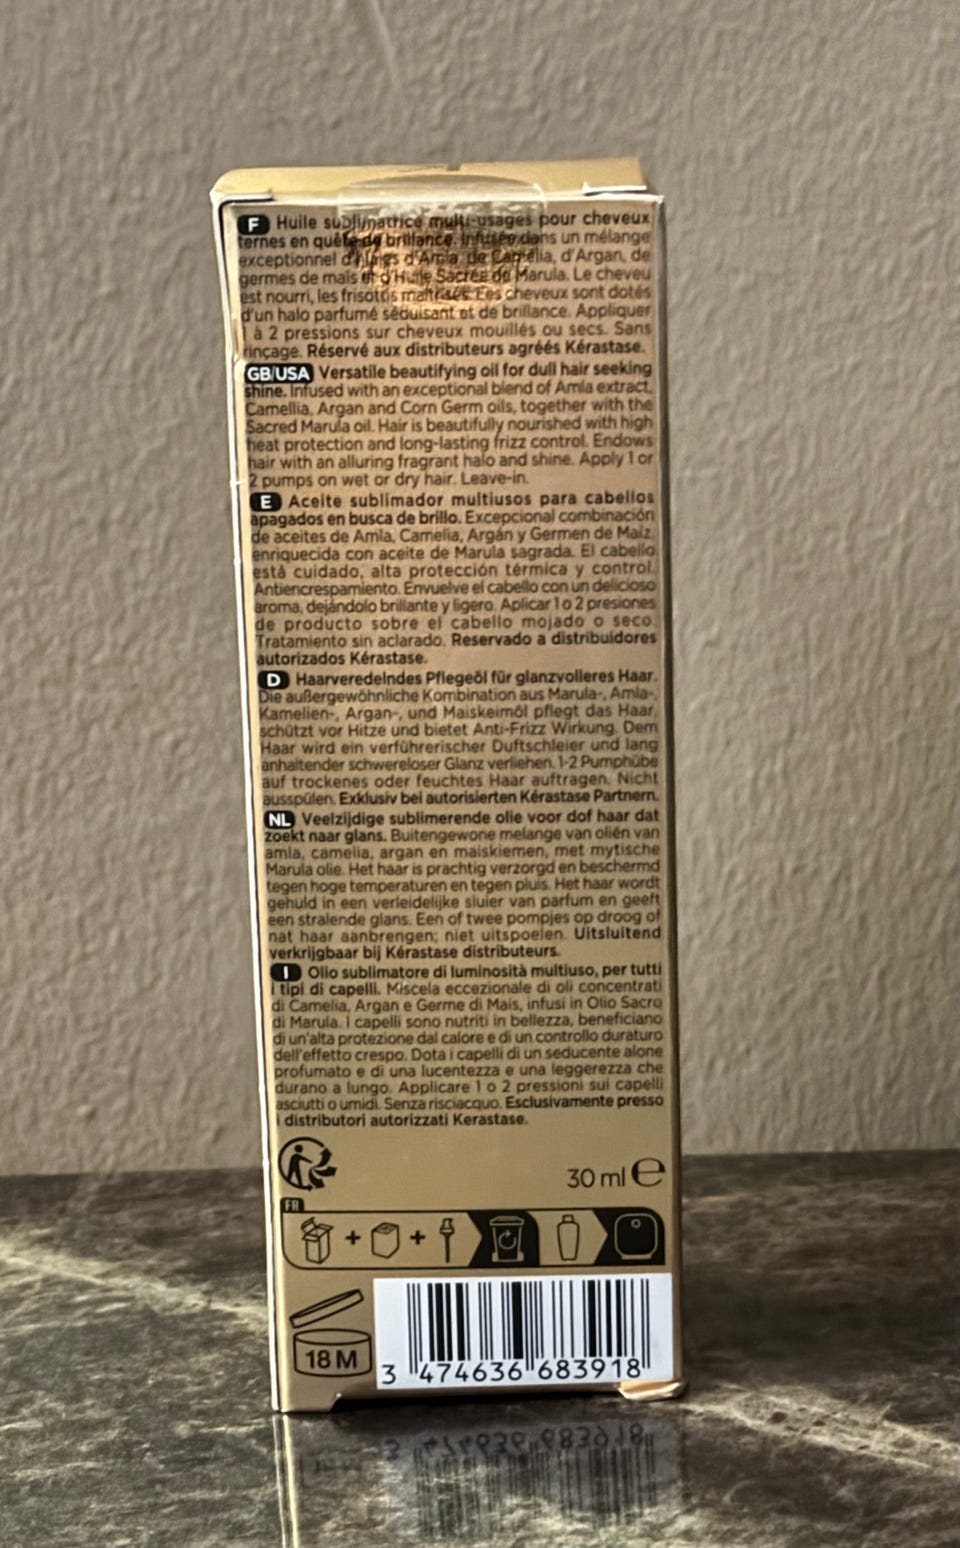 F Huile sublimatrice multi-usages pour cheveux
ternes en quête de brillance. Infusée dans un mélange
exceptionnel d'Huiles d'Amla, de Camélia, d'Argan, de
germes de maïs et d'Huile Sacrée de Marula. Le cheveu
est nourri, les frisottis maîtrisés. Les cheveux sont dotés
d'un halo parfumé séduisant et de brillance. Appliquer
1 à 2 pressions sur cheveux mouillés ou secs. Sans
rinçage. Réservé aux distributeurs agréés Kérastase.
GB/USA Versatile beautifying oil for dull hair seeking
shine. Infused with an exceptional blend of Amla extract,
Camellia, Argan and Corn Germ oils, together with the
Sacred Marula oil. Hair is beautifully nourished with high
heat protection and long-lasting frizz control. Endows
hair with an alluring fragrant halo and shine. Apply 1 or
2 pumps on wet or dry hair. Leave-in.
E Aceite sublimador multiusos para cabellos
apagados en busca de brillo. Excepcional combinación
de aceites de Amla, Camelia, Argán y Germen de Maíz,
enriquecida con aceite de Marula sagrada. El cabello
está cuidado, alta protección térmica y control.
Antiencrespamiento. Envuelve el cabello con un delicioso
aroma, dejándolo brillante y ligero. Aplicar 1 o 2 presiones
de producto sobre el cabello mojado o seco.
Tratamiento sin aclarado. Reservado a distribuidores
autorizados Kérastase.
D Haarveredelndes Pflegeöl für glanzvolleres Haar.
Die außergewöhnliche Kombination aus Marula-, Amla-,
Kamelien-, Argan-, und Maiskeimöl pflegt das Haar,
schützt vor Hitze und bietet Anti-Frizz Wirkung. Dem
Haar wird ein verführerischer Duftschleier und lang
anhaltender schwereloser Glanz verliehen. 1-2 Pumphübe
auf trockenes oder feuchtes Haar auftragen. Nicht
ausspülen. Exklusiv bei autorisierten Kérastase Partnern.
NL Veelzijdige sublimerende olie voor dof haar dat
zoekt naar glans. Buitengewone melange van oliën van
amla, camelia, argan en maiskiemen, met mytische
Marula olie. Het haar is prachtig verzorgd en beschermd
tegen hoge temperaturen en tegen pluis. Het haar wordt
gehuld in een verleidelijke sluier van parfum en geeft
een stralende glans. Een of twee pompjes op droog of
nat haar aanbrengen; niet uitspoelen. Uitsluitend
verkrijgbaar bij Kérastase distributeurs.
I Olio sublimatore di luminosità multiuso, per tutti
i tipi di capelli. Miscela eccezionale di oli concentrati
di Camelia, Argan e Germe di Mais, infusi in Olio Sacro
di Marula. I capelli sono nutriti in bellezza, beneficiano
di un'alta protezione dal calore e di un controllo duraturo
dell'effetto crespo. Dota i capelli di un seducente alone
profumato e di una lucentezza e una leggerezza che
durano a lungo. Applicare 1 o 2 pressioni sui capelli
asciutti o umidi. Senza risciacquo. Esclusivamente presso
i distributori autorizzati Kerastase.
30 ml e
FR
18 M
3 474636 683918